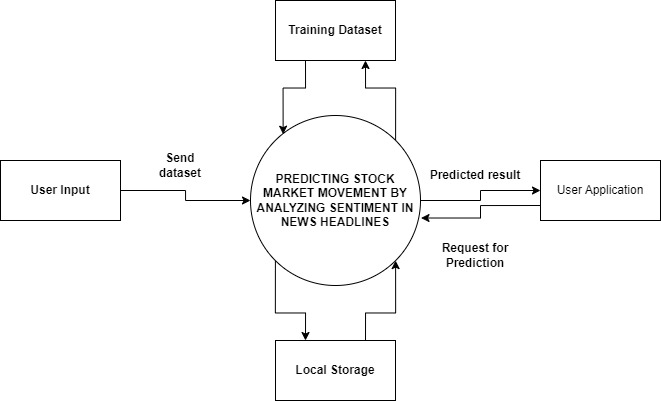 Training Dataset
Send
dataset
User Input
PREDICTING STOCK
MARKET MOVEMENT BY
ANALYZING SENTIMENT IN
NEWS HEADLINES
Predicted result
User Application
Request for
Prediction
Local Storage